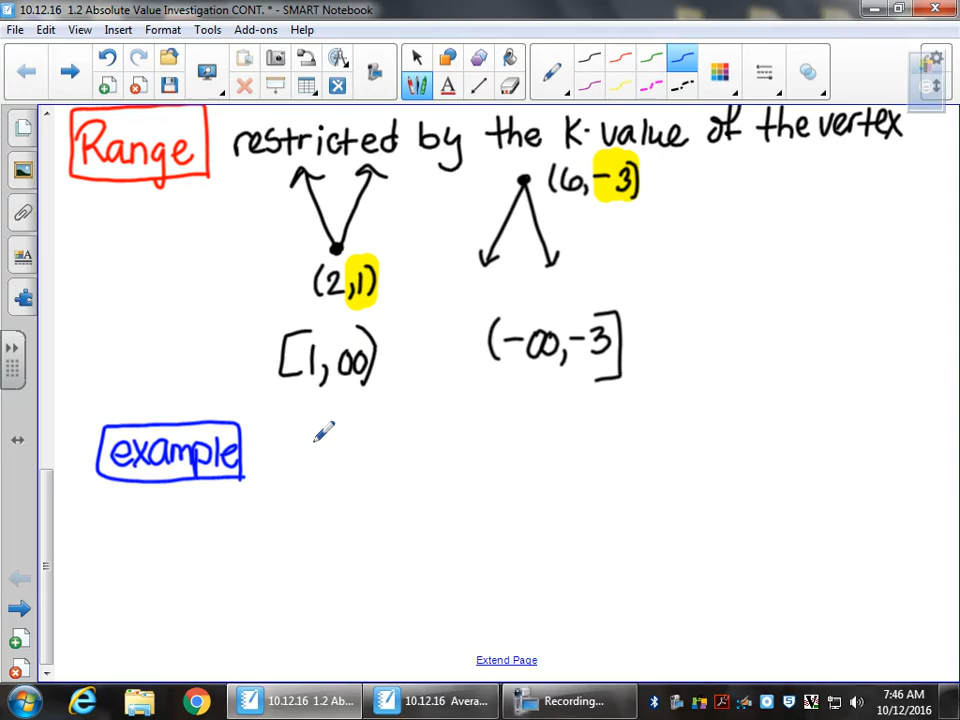 10.12.16 1.2 Absolute Value Investigation CONT. * - SMART Notebook
File Edit View Insert Format Tools Add-ons Help
Range restricted by the K-value of the vertex
(6,-3)
(2,1)
[1,∞) (-∞,-3]
example
Extend Page
10.12.16 1.2 Ab... 10.12.16 Avera... Recording...
7:46 AM
10/12/2016